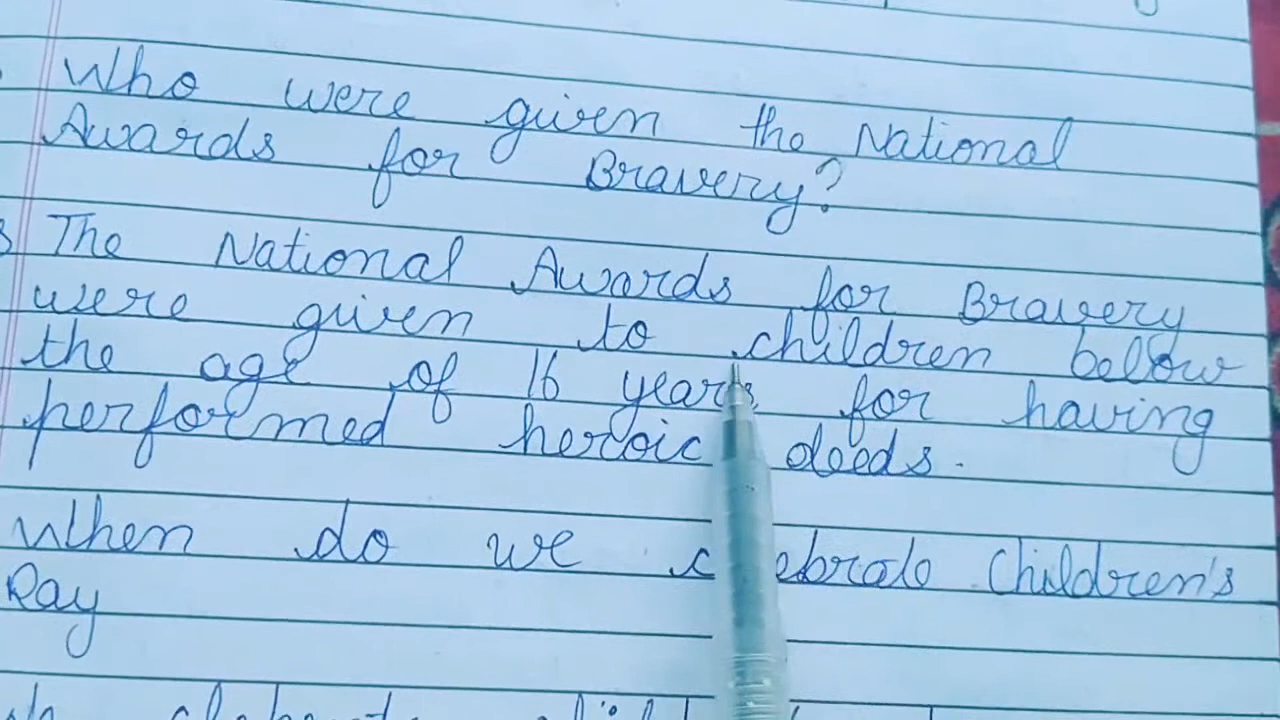 Who were given the National
Awards for Bravery?
The National Awards for Bravery
were given to children below
the age of 16 years for having
performed heroic deeds.
When do we celebrate Children's
Day